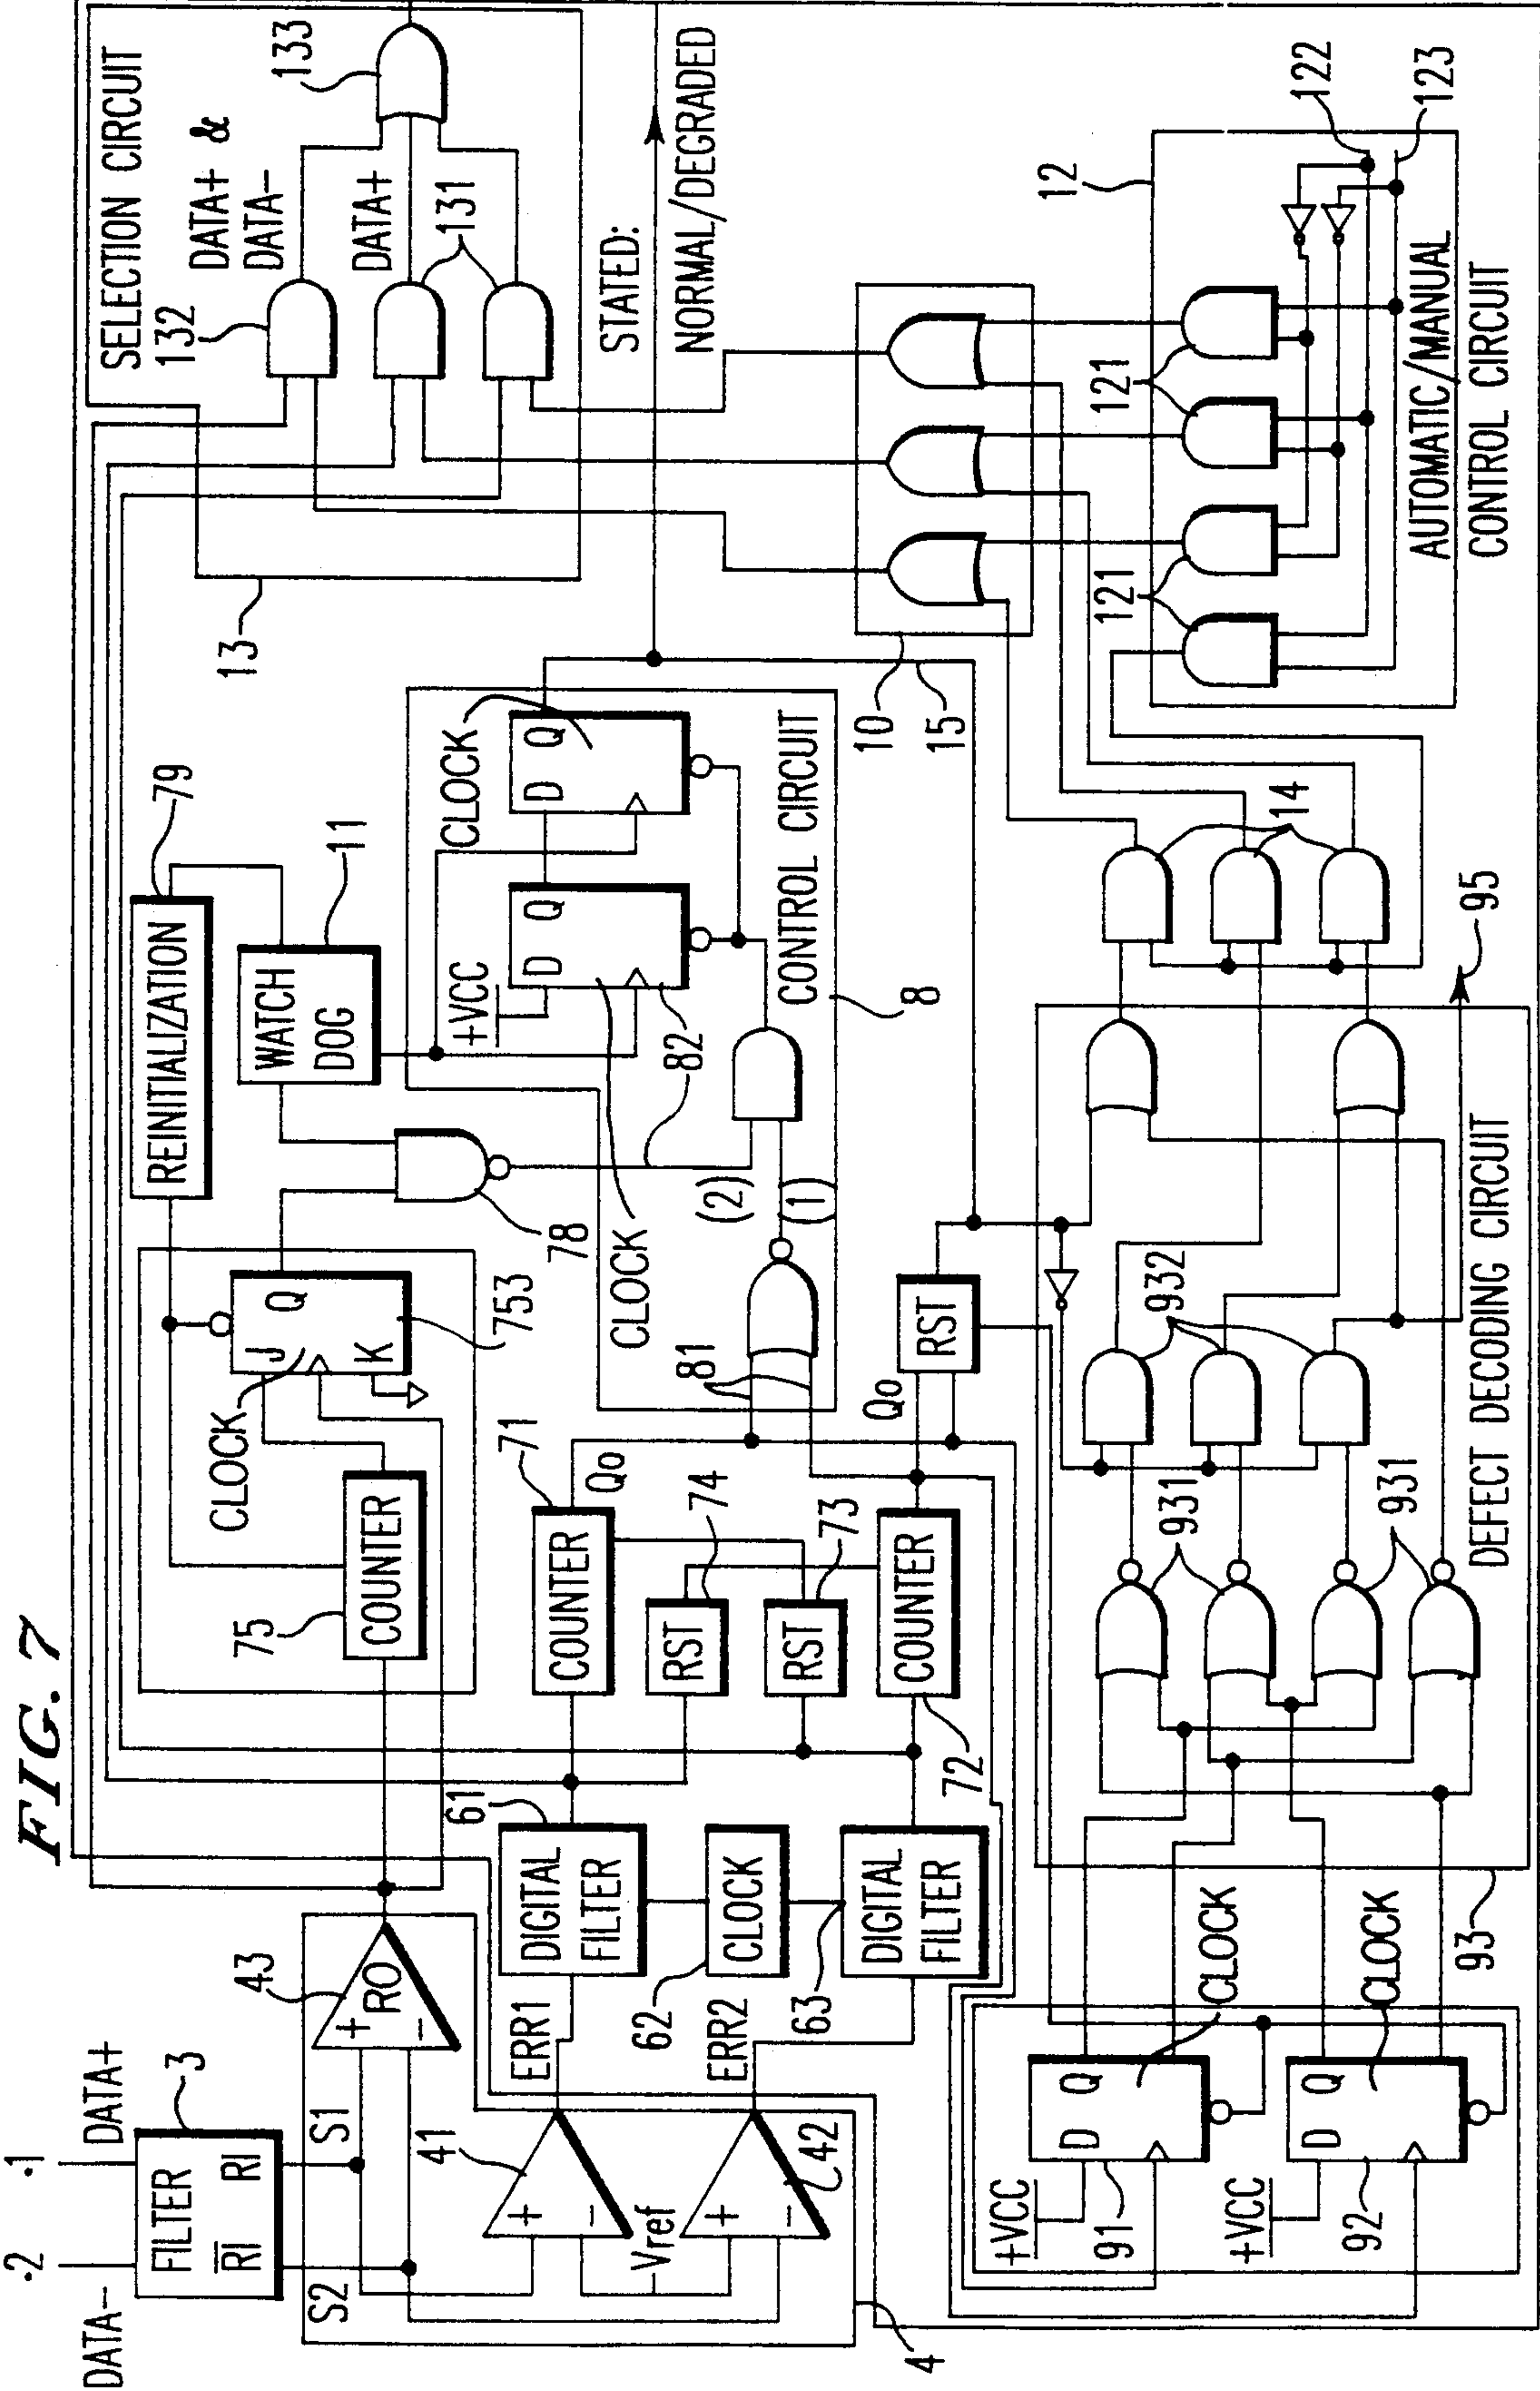 FIG. 7
.1
.2
DATA+
DATA-
3
FILTER
RI
RI
S1
S2
43
RO
+
-
41
+
-
42
+
-
Vref
4
ERR1
ERR2
61
DIGITAL
FILTER
62
CLOCK
63
DIGITAL
FILTER
75
COUNTER
CLOCK
J
Q
K
753
REINITIALIZATION
79
WATCH
DOG
11
78
71
COUNTER
Qo
74
RST
73
RST
72
COUNTER
Qo
RST
81
(1)
(2)
82
CLOCK
+VCC
D
Q
CLOCK
D
Q
CONTROL CIRCUIT
8
13
SELECTION CIRCUIT
132
DATA+ &
DATA-
DATA+
131
133
STATED:
NORMAL/DEGRADED
10
15
12
121
121
122
123
AUTOMATIC/MANUAL
CONTROL CIRCUIT
14
95
+VCC
D
Q
91
CLOCK
+VCC
D
Q
92
CLOCK
93
931
931
932
DEFECT DECODING CIRCUIT